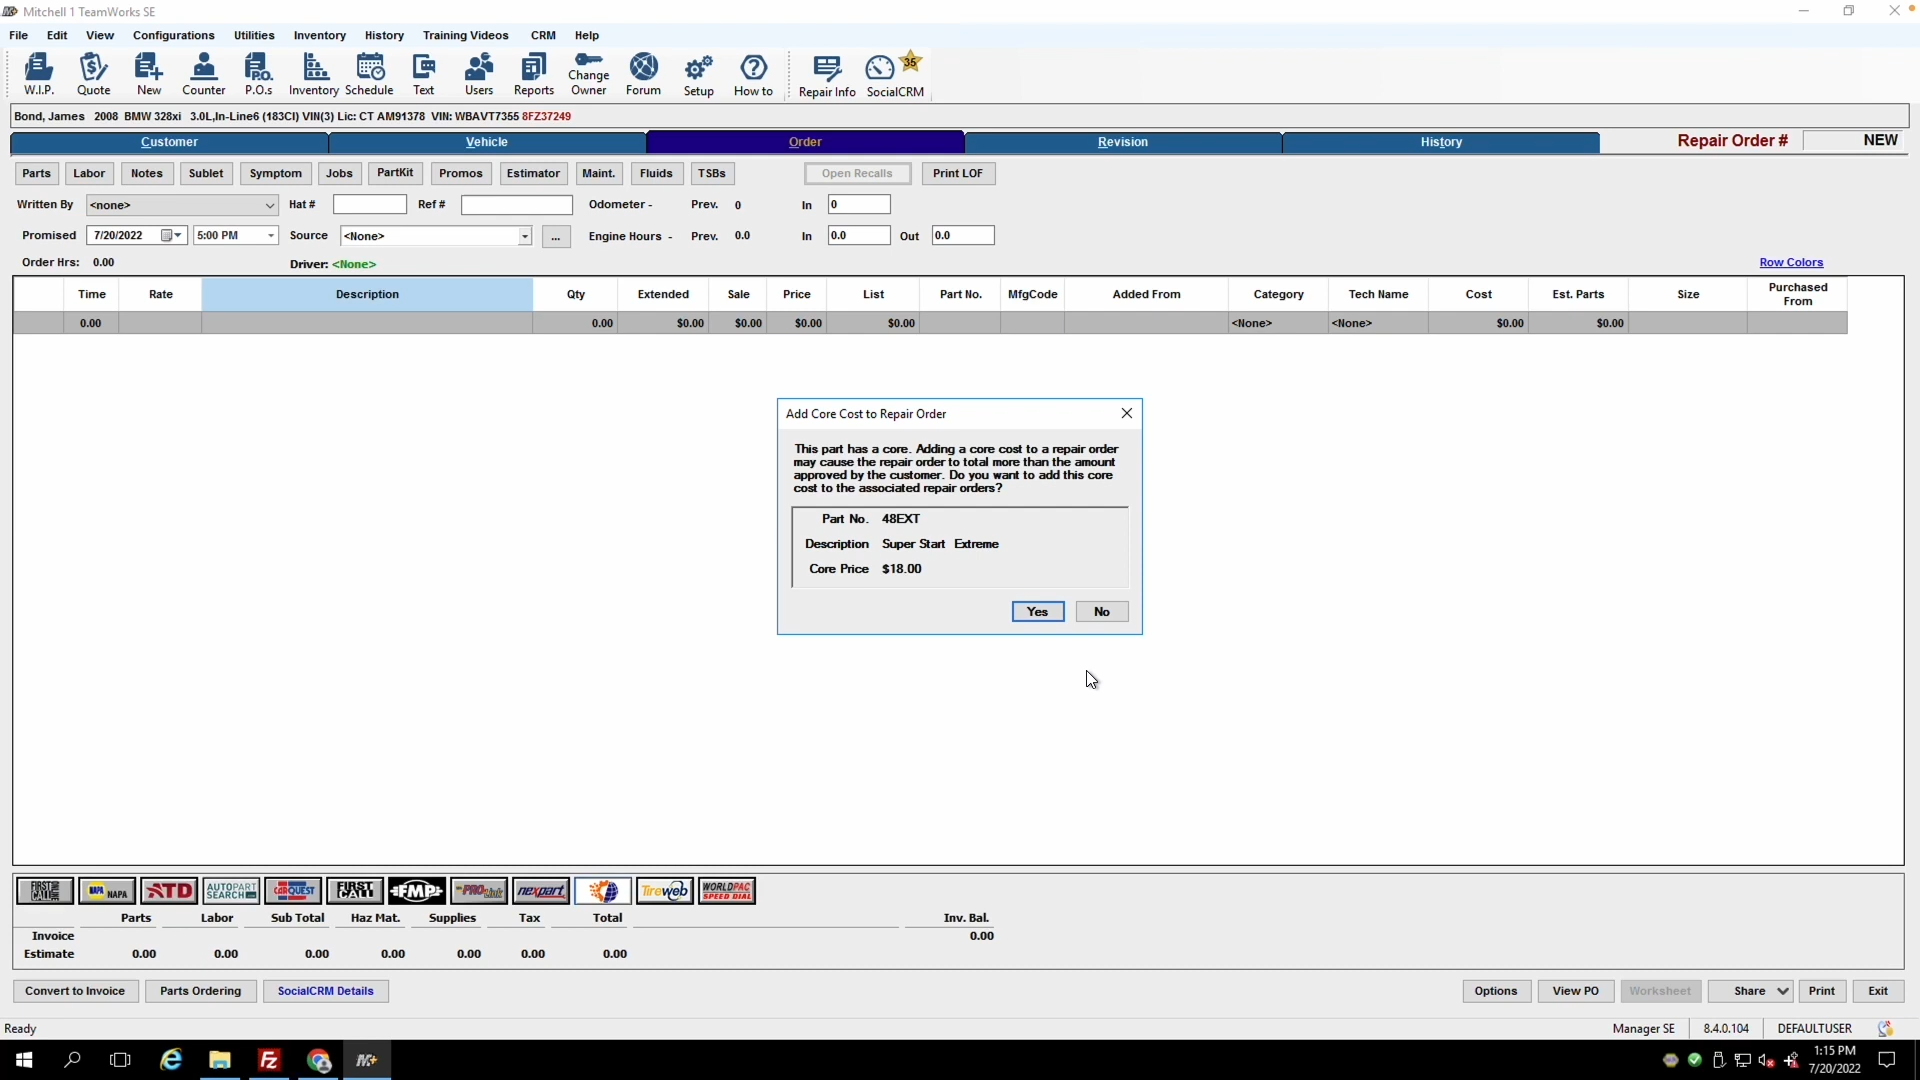 Mitchell 1 TeamWorks SE
File Edit View Configurations Utilities Inventory History Training Videos CRM Help
W.I.P. Quote New Counter P.O.s Inventory Schedule Text Users Reports Change Owner Forum Setup How to Repair Info SocialCRM
35
Bond, James 2008 BMW 328xi 3.0L,In-Line6 (183CI) VIN(3) Lic: CT AM91378 VIN: WBAVT7355 8FZ37249
Customer Vehicle Order Revision History Repair Order # NEW
Parts Labor Notes Sublet Symptom Jobs PartKit Promos Estimator Maint. Fluids TSBs Open Recalls Print LOF
Written By <none> Hat # Ref # Odometer - Prev. 0 In 0
Promised 7/20/2022 5:00 PM Source <None> ... Engine Hours - Prev. 0.0 In 0.0 Out 0.0
Order Hrs: 0.00 Driver: <None> Row Colors
Time Rate Description Qty Extended Sale Price List Part No. MfgCode Added From Category Tech Name Cost Est. Parts Size Purchased From
0.00 0.00 $0.00 $0.00 $0.00 $0.00 <None> <None> $0.00 $0.00
Add Core Cost to Repair Order
This part has a core. Adding a core cost to a repair order
may cause the repair order to total more than the amount
approved by the customer. Do you want to add this core
cost to the associated repair orders?
Part No. 48EXT
Description Super Start Extreme
Core Price $18.00
Yes No
NAPA NAPA ATD AUTOPART SEARCH CARQUEST FIRST CALL FMP PROLink nexpart Tireweb WORLDPAC SPEED DIAL
Parts Labor Sub Total Haz Mat. Supplies Tax Total Inv. Bal.
Invoice 0.00
Estimate 0.00 0.00 0.00 0.00 0.00 0.00 0.00
Convert to Invoice Parts Ordering SocialCRM Details Options View PO Worksheet Share Print Exit
Ready Manager SE 8.4.0.104 DEFAULTUSER
1:15 PM
7/20/2022